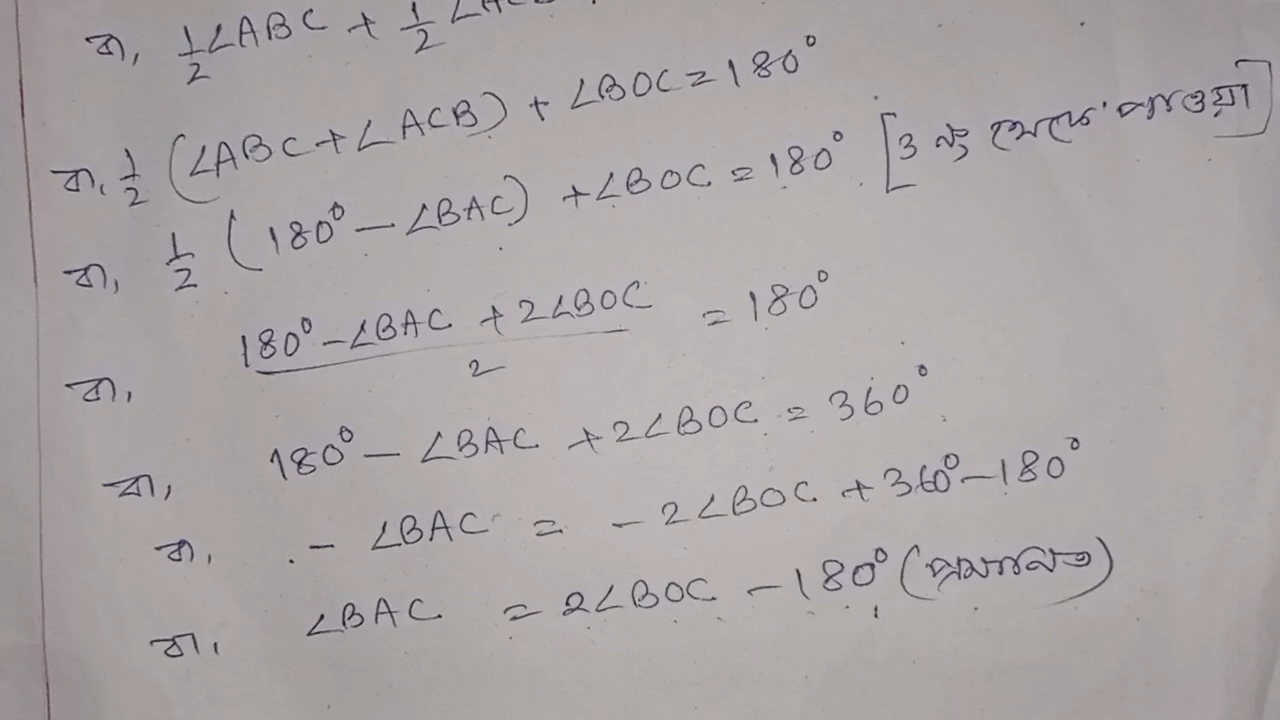 বা, 1/2 ∠ABC + 1/2
বা, 1/2 (∠ABC + ∠ACB) + ∠BOC = 180°
বা, 1/2 (180° − ∠BAC) + ∠BOC = 180° [৩ নং থেকে পাওয়া]
বা, (180° − ∠BAC + 2∠BOC)/2 = 180°
বা, 180° − ∠BAC + 2∠BOC = 360°
বা, − ∠BAC = − 2∠BOC + 360° − 180°
বা, ∠BAC = 2∠BOC − 180° (প্রমাণিত)